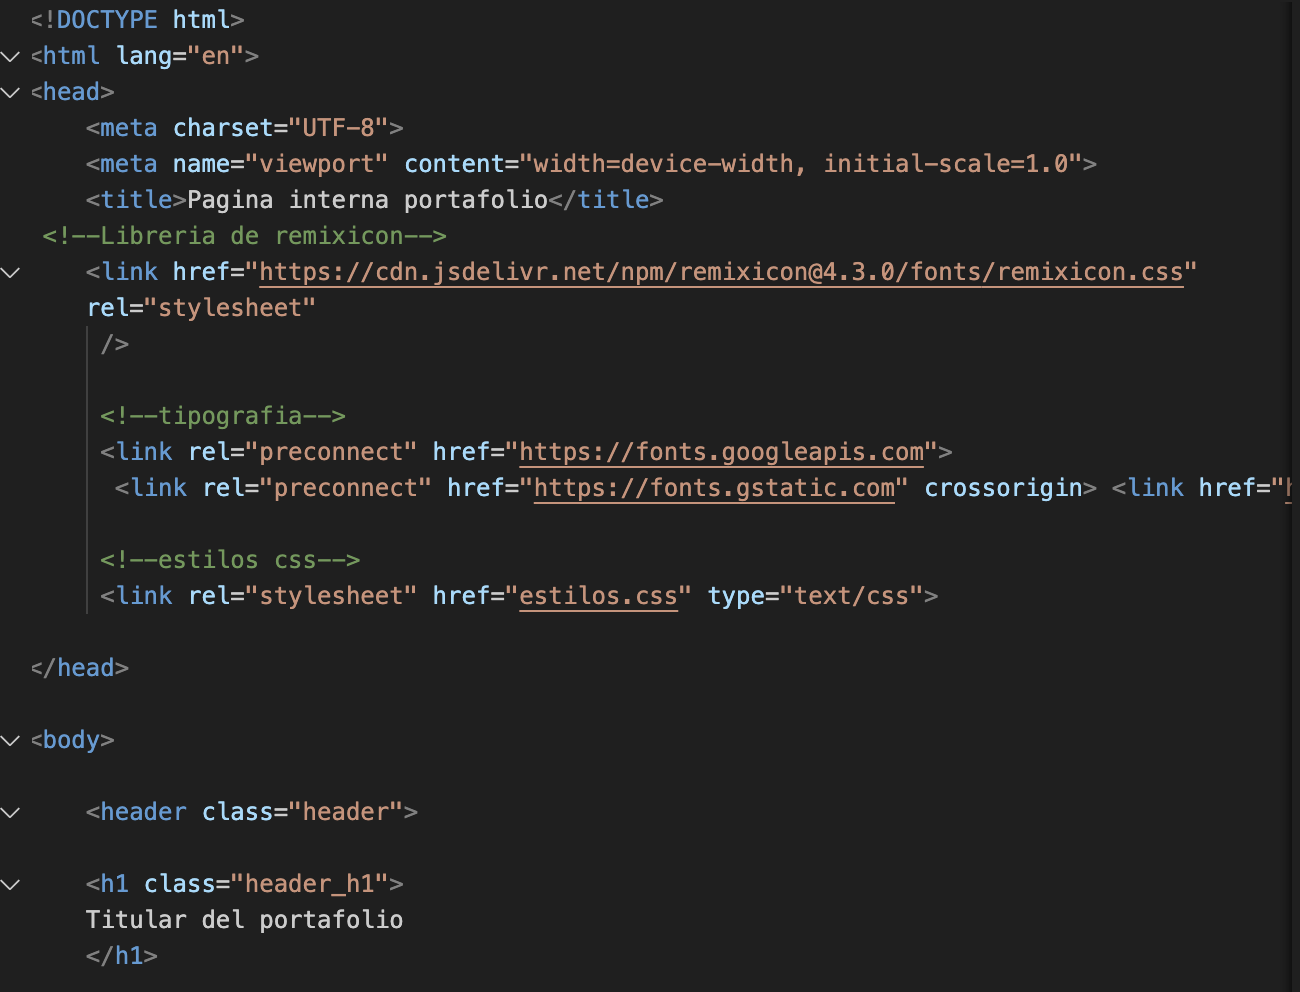 <!DOCTYPE html>
<html lang="en">
<head>
<meta charset="UTF-8">
<meta name="viewport" content="width=device-width, initial-scale=1.0">
<title>Pagina interna portafolio</title>
<!--Libreria de remixicon-->
<link href="https://cdn.jsdelivr.net/npm/remixicon@4.3.0/fonts/remixicon.css"
rel="stylesheet"
/>
<!--tipografia-->
<link rel="preconnect" href="https://fonts.googleapis.com">
<link rel="preconnect" href="https://fonts.gstatic.com" crossorigin> <link href="
<!--estilos css-->
<link rel="stylesheet" href="estilos.css" type="text/css">
</head>
<body>
<header class="header">
<h1 class="header_h1">
Titular del portafolio
</h1>